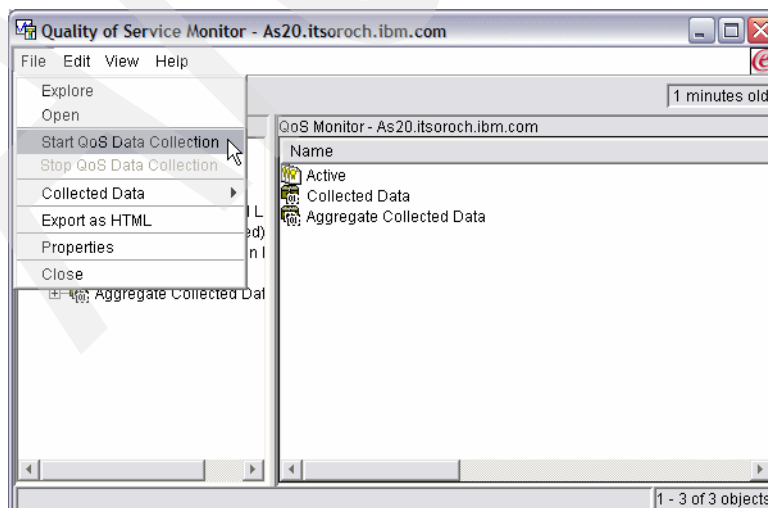 Quality of Service Monitor - As20.itsoroch.ibm.com
File Edit View Help
Explore
Open
Start QoS Data Collection
Stop QoS Data Collection
Collected Data
Export as HTML
Properties
Close
1 minutes old
QoS Monitor - As20.itsoroch.ibm.com
Name
Active
Collected Data
Aggregate Collected Data
L
ed)
n I
Aggregate Collected Dat
1 - 3 of 3 objects